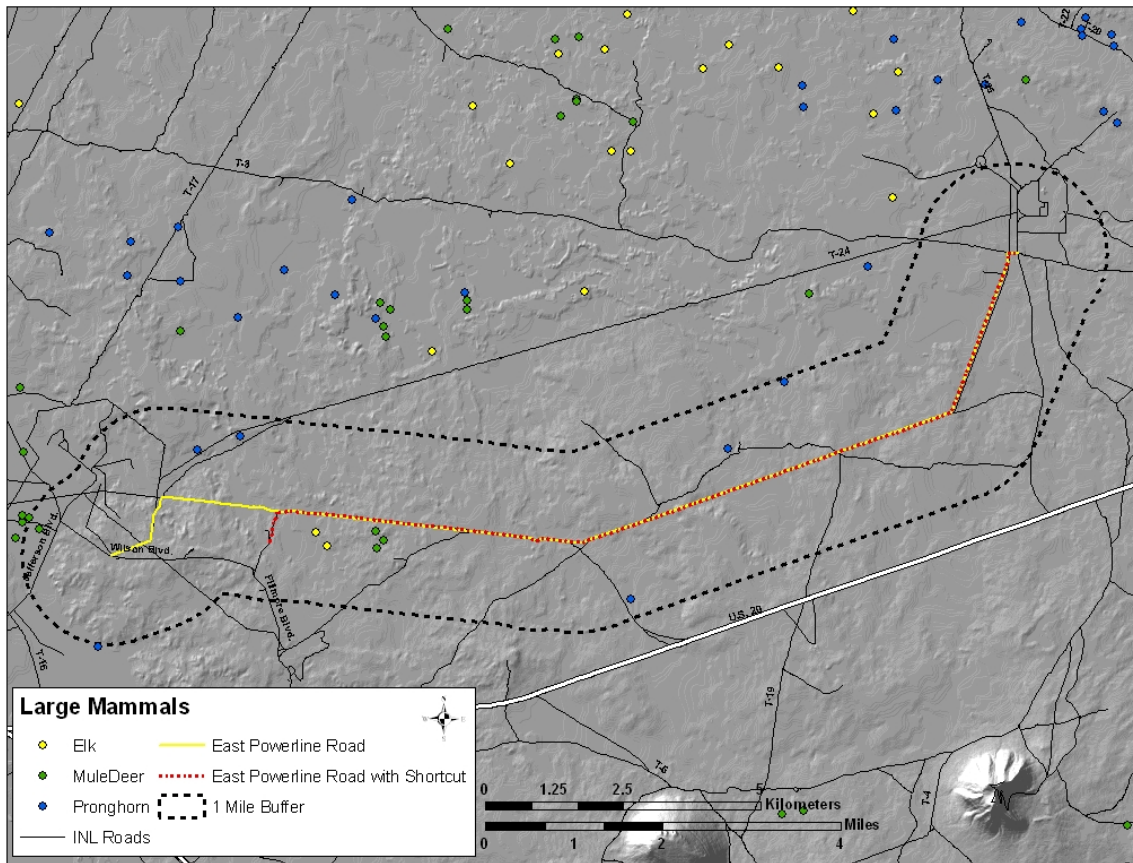 T-22
T-20
T-25
T-3
T-17
T-24
Jefferson Blvd.
Wilson Blvd.
Fillmore Blvd.
U.S. 20
T-16
T-19
T-6
T-4
Large Mammals
N
W E
S
Elk East Powerline Road
MuleDeer East Powerline Road with Shortcut
Pronghorn 1 Mile Buffer
INL Roads
0 1.25 2.5 5
Kilometers
Miles
0 1 2 4